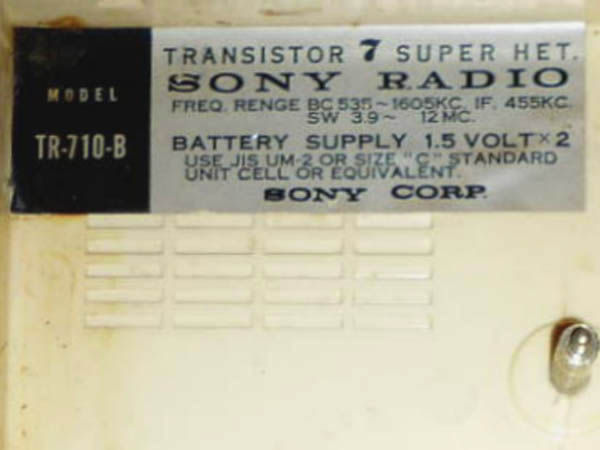 MODEL
TR-710-B
TRANSISTOR 7 SUPER HET.
SONY RADIO
FREQ. RENGE BC 535~1605KC. IF. 455KC.
SW 3.9~ 12MC.
BATTERY SUPPLY 1.5 VOLT×2
USE JIS UM-2 OR SIZE "C" STANDARD
UNIT CELL OR EQUIVALENT.
SONY CORP.